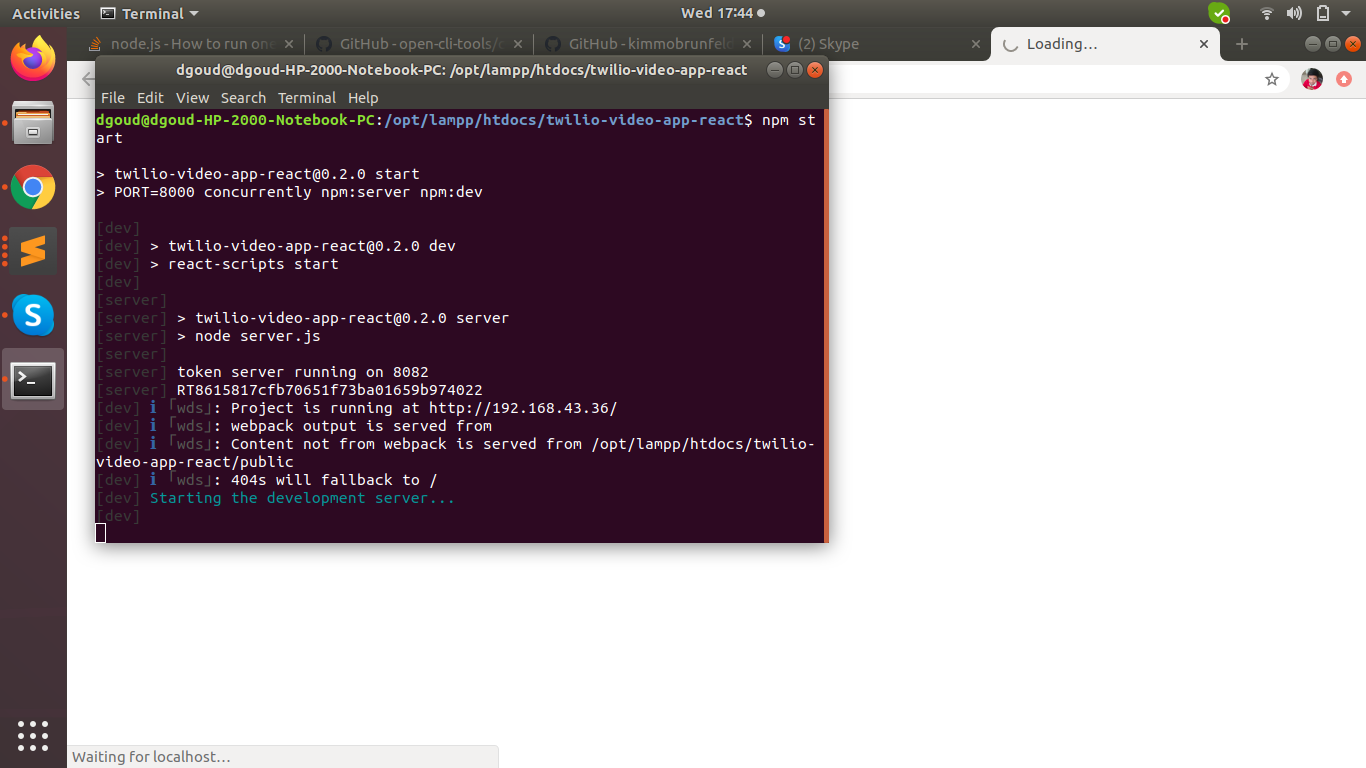 Activities
Terminal
Wed 17:44
node.js - How to run one
GitHub - open-cli-tools/c
GitHub - kimmobrunfel
(2) Skype
Loading…
dgoud@dgoud-HP-2000-Notebook-PC: /opt/lampp/htdocs/twilio-video-app-react
File Edit View Search Terminal Help
dgoud@dgoud-HP-2000-Notebook-PC:/opt/lampp/htdocs/twilio-video-app-react$ npm st
art
> twilio-video-app-react@0.2.0 start
> PORT=8000 concurrently npm:server npm:dev
[dev]
[dev] > twilio-video-app-react@0.2.0 dev
[dev] > react-scripts start
[dev]
[server]
[server] > twilio-video-app-react@0.2.0 server
[server] > node server.js
[server]
[server] token server running on 8082
[server] RT8615817cfb70651f73ba01659b974022
[dev] ℹ ｢wds｣: Project is running at http://192.168.43.36/
[dev] ℹ ｢wds｣: webpack output is served from
[dev] ℹ ｢wds｣: Content not from webpack is served from /opt/lampp/htdocs/twilio-
video-app-react/public
[dev] ℹ ｢wds｣: 404s will fallback to /
[dev] Starting the development server...
[dev]
Waiting for localhost…